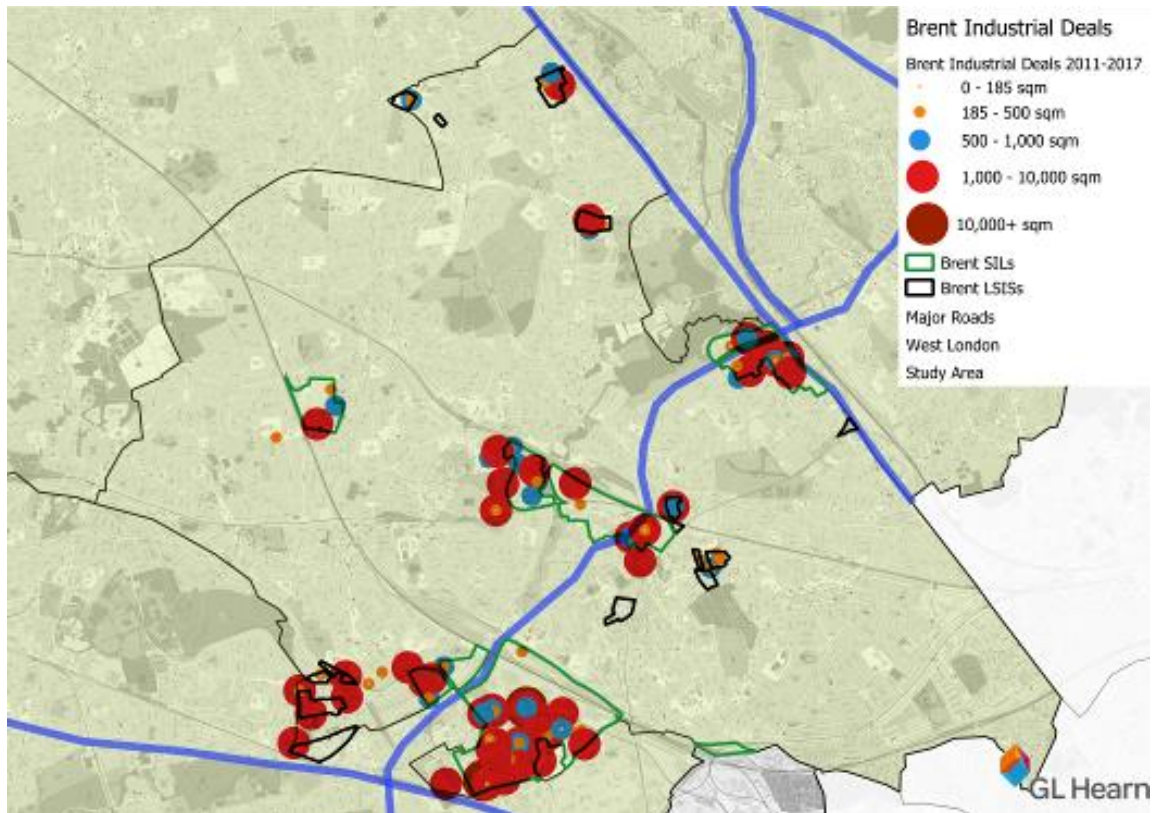 Brent Industrial Deals
Brent Industrial Deals 2011-2017
0 - 185 sqm
185 - 500 sqm
500 - 1,000 sqm
1,000 - 10,000 sqm
10,000+ sqm
Brent SILs
Brent LSISs
Major Roads
West London
Study Area
GL Hearn